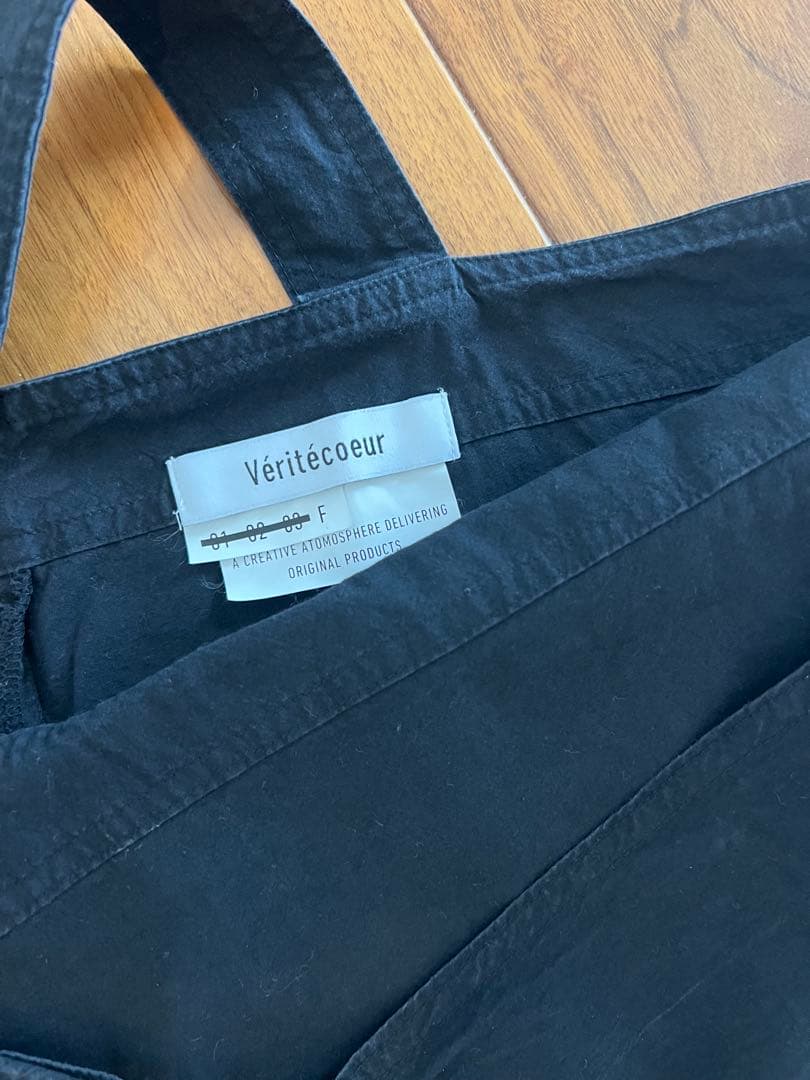 Véritécoeur
01 02 03 F
A CREATIVE ATOMOSPHERE DELIVERING
ORIGINAL PRODUCTS